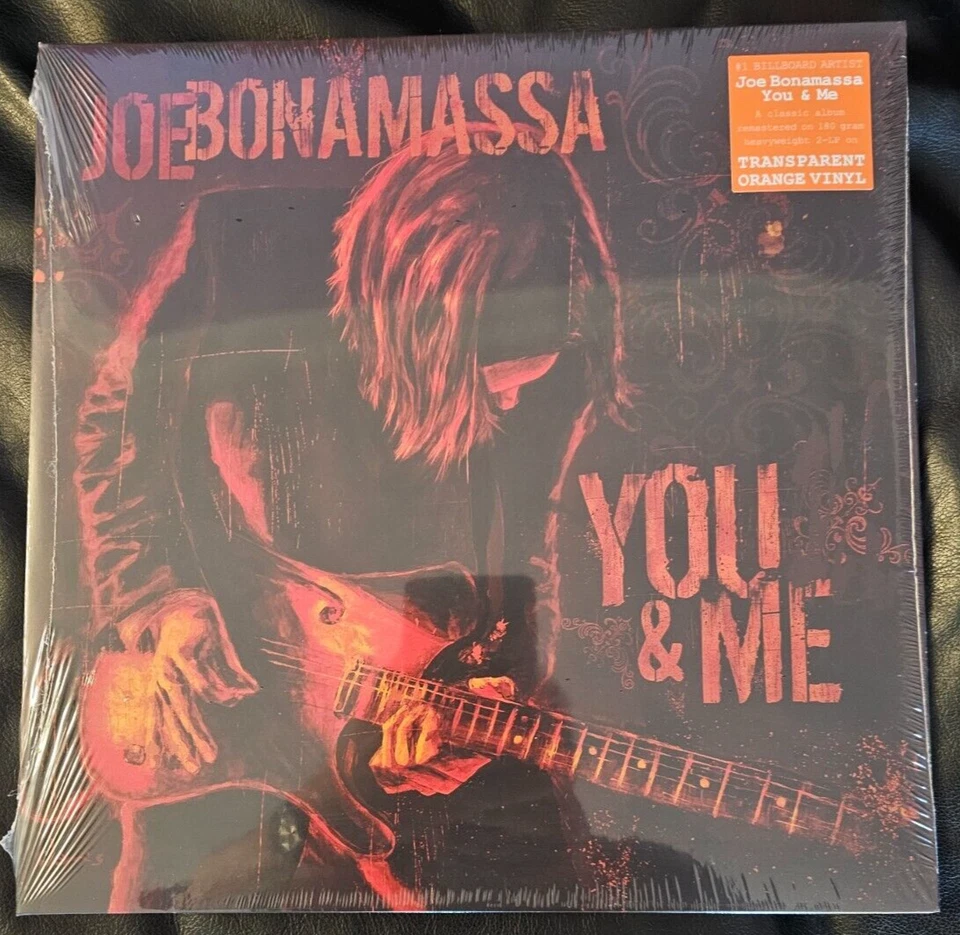 JOE BONAMASSA
#1 BILLBOARD ARTIST
Joe Bonamassa
You & Me
A classic album
remastered on 180 gram
heavyweight 2-LP on
TRANSPARENT
ORANGE VINYL
YOU
& ME